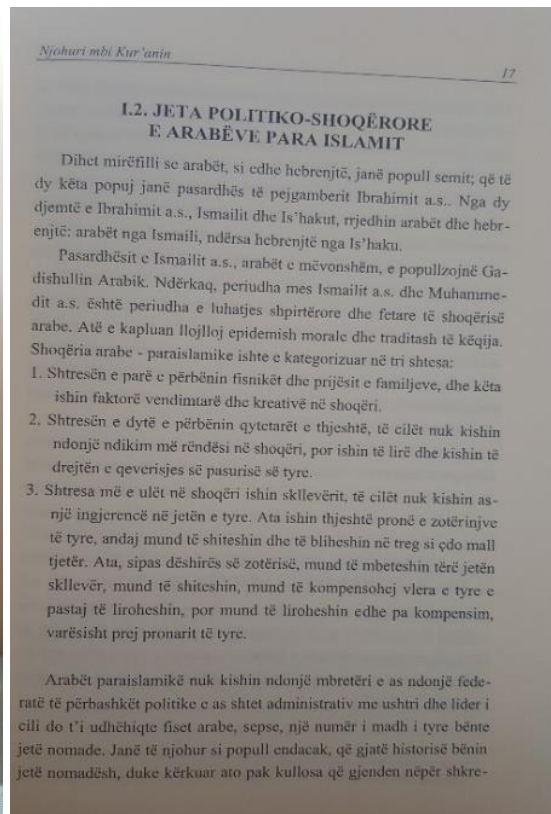 Njohuri mbi Kur'anin
17
I.2. JETA POLITIKO-SHOQËRORE
E ARABËVE PARA ISLAMIT
Dihet mirëfilli se arabët, si edhe hebrenjtë, janë popull semit; që të
dy këta popuj janë pasardhës të pejgamberit Ibrahimit a.s.. Nga dy
djemtë e Ibrahimit a.s., Ismailit dhe Is'hakut, rrjedhin arabët dhe hebr-
enjtë: arabët nga Ismaili, ndërsa hebrenjtë nga Is'haku.
Pasardhësit e Ismailit a.s., arabët e mëvonshëm, e popullzojnë Ga-
dishullin Arabik. Ndërkaq, periudha mes Ismailit a.s. dhe Muhamme-
dit a.s. është periudha e luhatjes shpirtërore dhe fetare të shoqërisë
arabe. Atë e kapluan llojlloj epidemish morale dhe traditash të këqija.
Shoqëria arabe - paraislamike ishte e kategorizuar në tri shtesa:
1. Shtresën e parë e përbënin fisnikët dhe prijësit e familjeve, dhe këta
ishin faktorë vendimtarë dhe kreativë në shoqëri.
2. Shtresën e dytë e përbënin qytetarët e thjeshtë, të cilët nuk kishin
ndonjë ndikim më rëndësi në shoqëri, por ishin të lirë dhe kishin të
drejtën e qeverisjes së pasurisë së tyre.
3. Shtresa më e ulët në shoqëri ishin skllevërit, të cilët nuk kishin as-
një ingjerencë në jetën e tyre. Ata ishin thjeshtë pronë e zotërinjve
të tyre, andaj mund të shiteshin dhe të bliheshin në treg si çdo mall
tjetër. Ata, sipas dëshirës së zotërisë, mund të mbeteshin tërë jetën
skllevër, mund të shiteshin, mund të kompensohej vlera e tyre e
pastaj të liroheshin, por mund të liroheshin edhe pa kompensim,
varësisht prej pronarit të tyre.
Arabët paraislamikë nuk kishin ndonjë mbretëri e as ndonjë fede-
ratë të përbashkët politike e as shtet administrativ me ushtri dhe lider i
cili do t'i udhëhiqte fiset arabe, sepse, një numër i madh i tyre bënte
jetë nomade. Janë të njohur si popull endacak, që gjatë historisë bënin
jetë nomadësh, duke kërkuar ato pak kullosa që gjenden nëpër shkre-